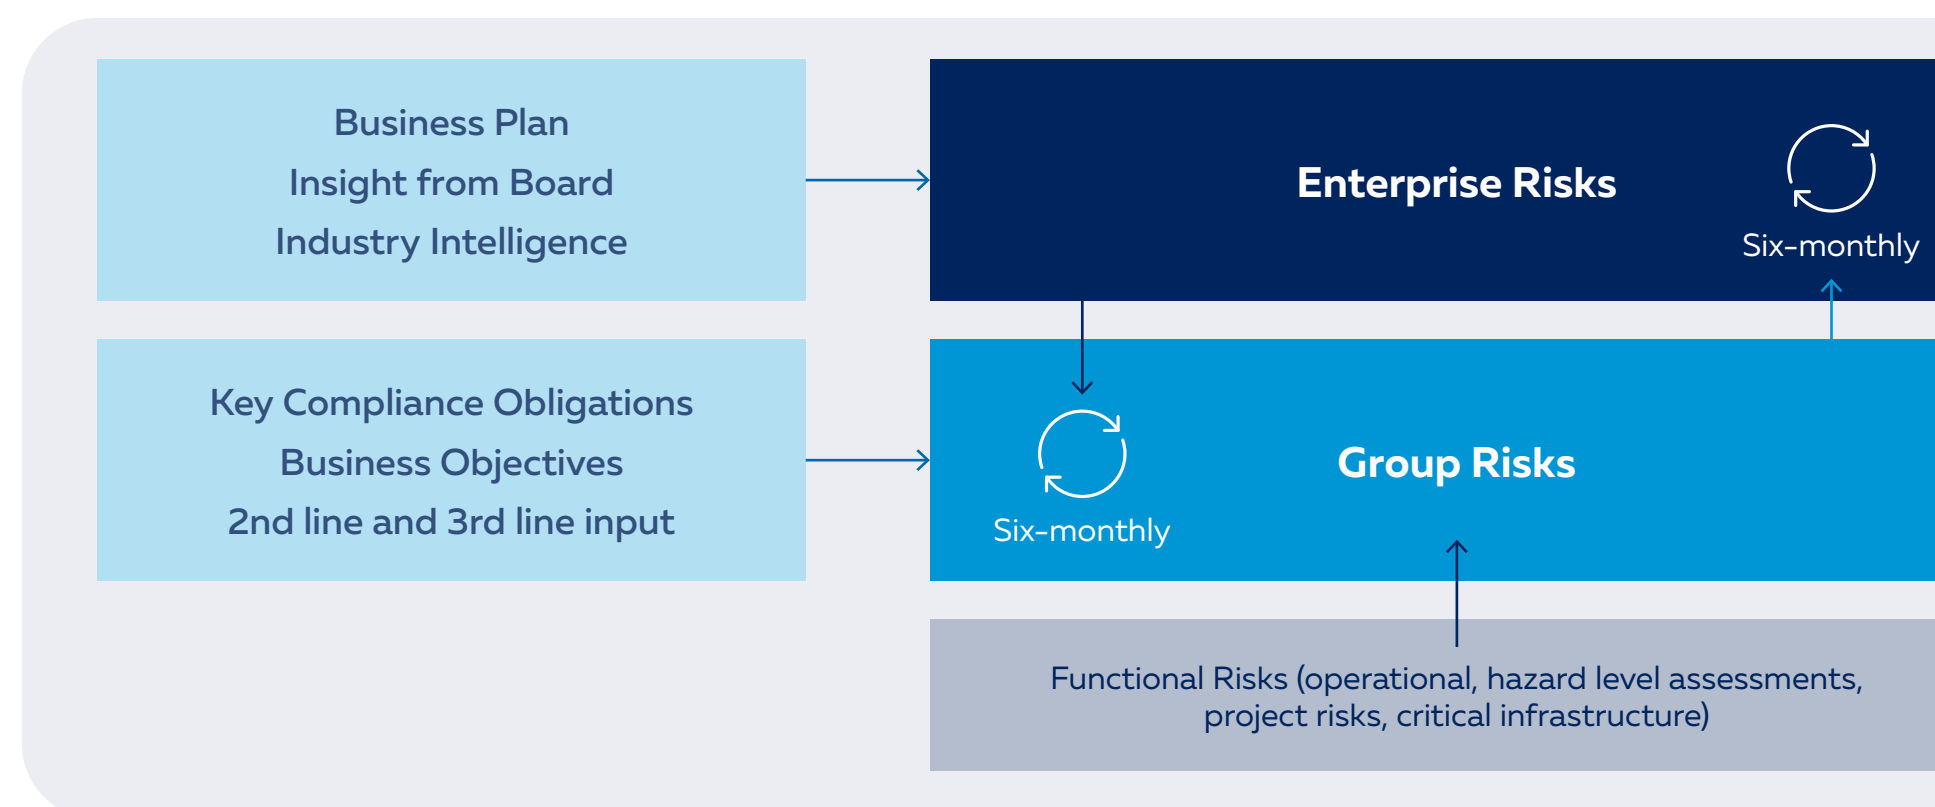 Business Plan
Insight from Board
Industry Intelligence
Enterprise Risks
Six-monthly
Key Compliance Obligations
Business Objectives
2nd line and 3rd line input
Six-monthly
Group Risks
Functional Risks (operational, hazard level assessments,
project risks, critical infrastructure)